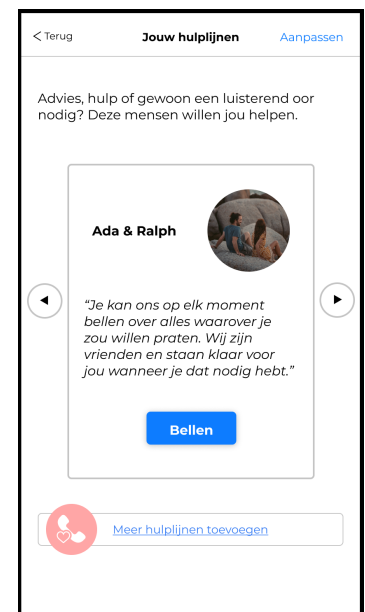 Terug
Jouw hulplijnen
Aanpassen
Advies, hulp of gewoon een luisterend oor
nodig? Deze mensen willen jou helpen.
Ada & Ralph
“Je kan ons op elk moment
bellen over alles waarover je
zou willen praten. Wij zijn
vrienden en staan klaar voor
jou wanneer je dat nodig hebt.”
Bellen
Meer hulplijnen toevoegen